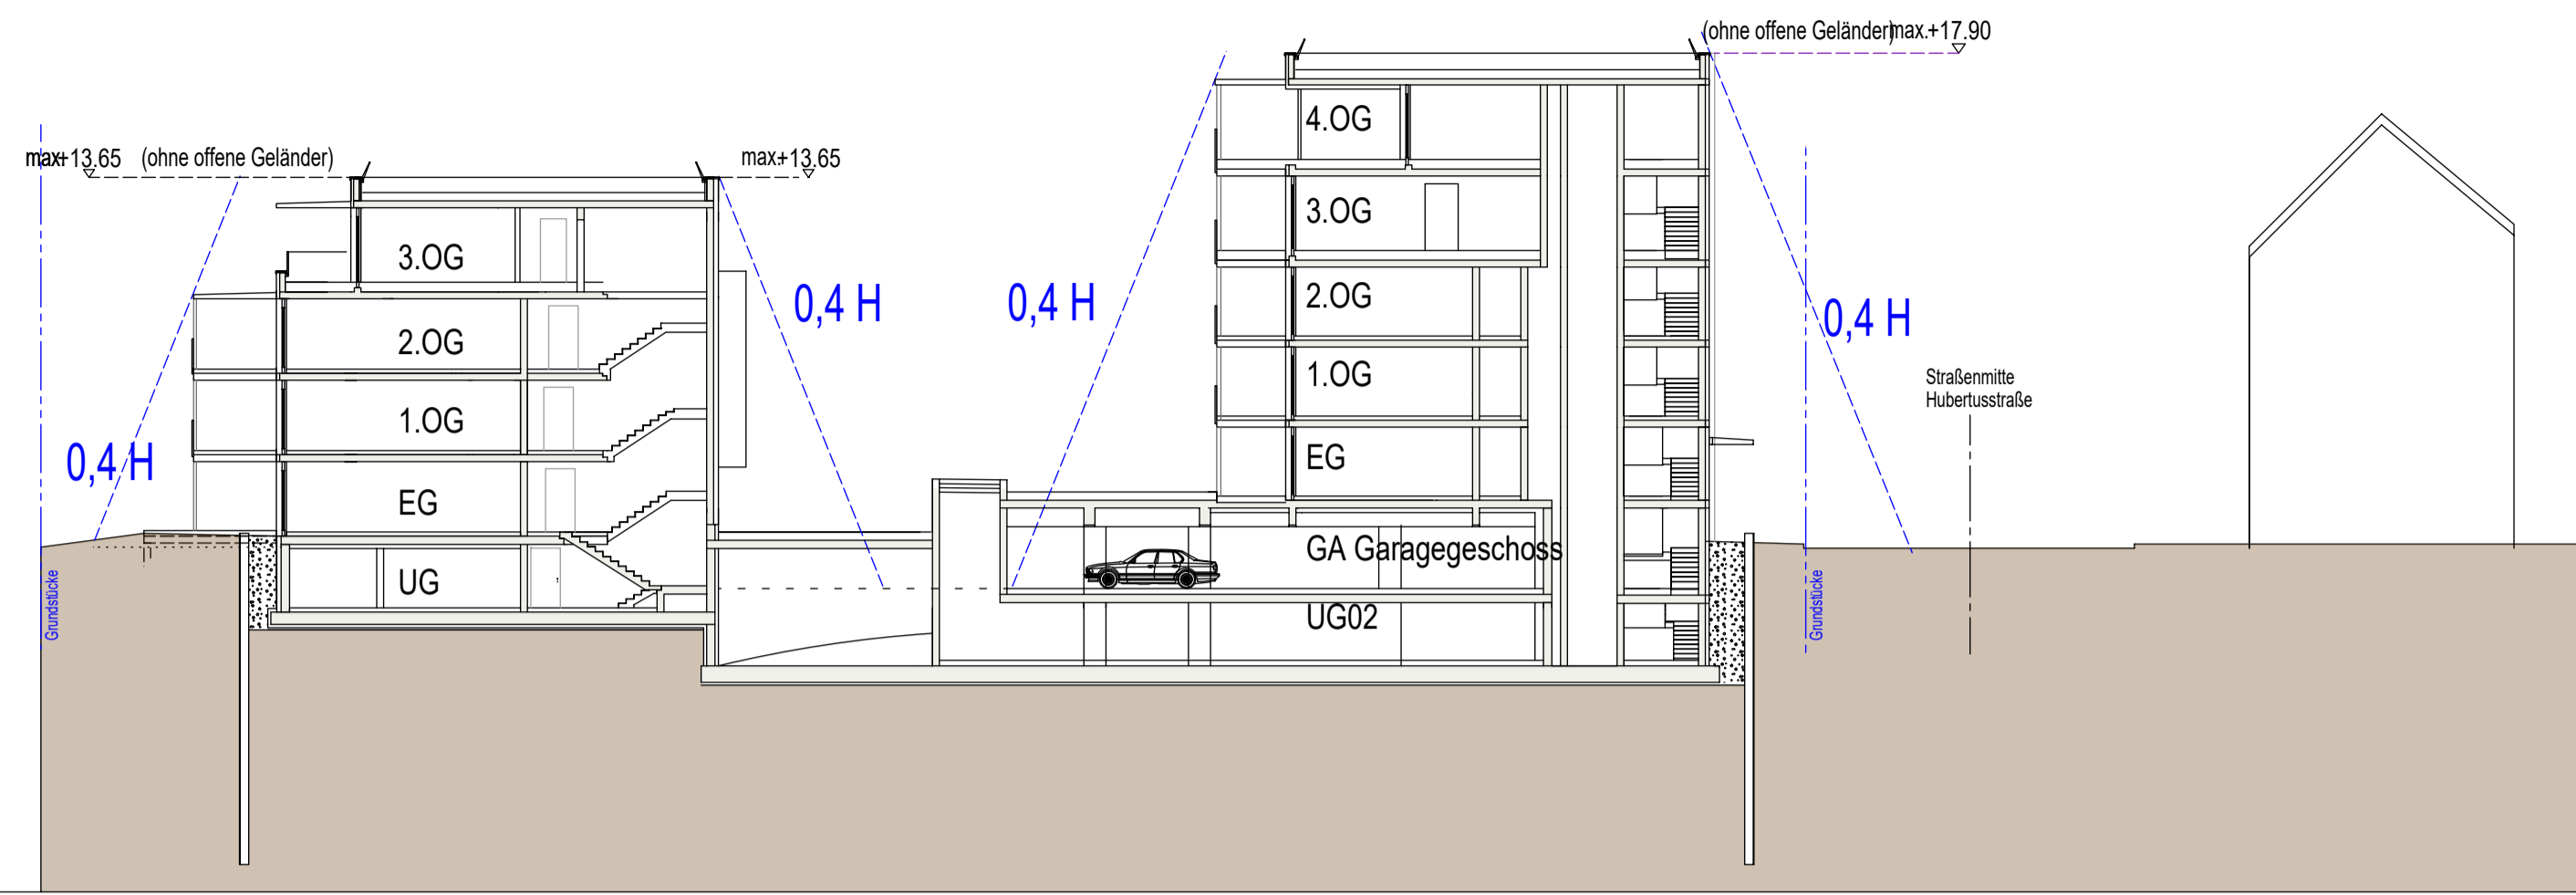 (ohne offene Geländer)
max.+17.90
4.OG
max+13.65
(ohne offene Geländer)
max.+13.65
3.OG
3.OG
0,4 H
0,4 H
2.OG
0,4 H
2.OG
1.OG
Straßenmitte
Hubertusstraße
1.OG
0,4 H
EG
EG
GA Garagegeschoss
UG
UG02
Grundstücke
Grundstücke